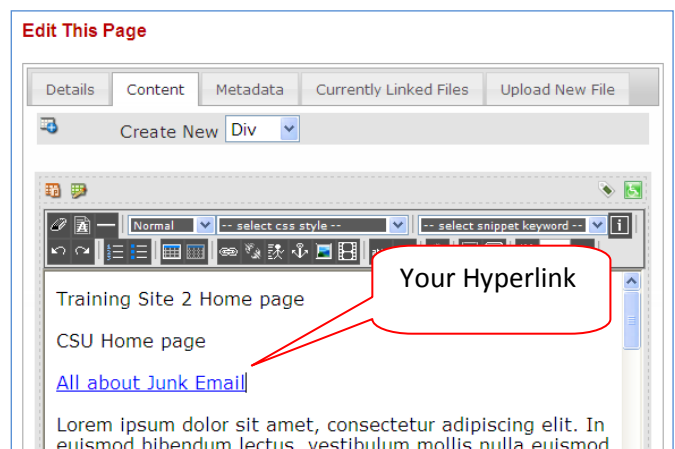 Edit This Page
Details Content Metadata Currently Linked Files Upload New File
Create New Div
Normal -- select css style -- -- select snippet keyword --
Your Hyperlink
Training Site 2 Home page
CSU Home page
All about Junk Email
Lorem ipsum dolor sit amet, consectetur adipiscing elit. In
euismod bibendum lectus, vestibulum mollis nulla euismod